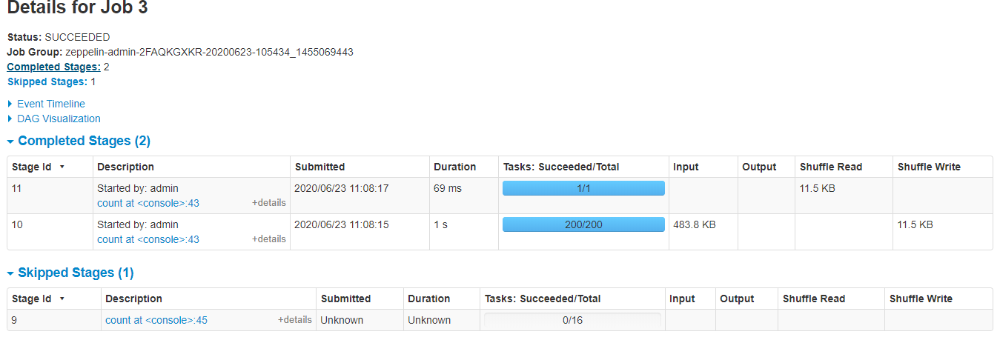 Details for Job 3
Status: SUCCEEDED
Job Group: zeppelin-admin-2FAQKGXKR-20200623-105434_1455069443
Completed Stages: 2
Skipped Stages: 1
Event Timeline
DAG Visualization
Completed Stages (2)
Stage Id Description Submitted Duration Tasks: Succeeded/Total Input Output Shuffle Read Shuffle Write
11 Started by: admin 2020/06/23 11:08:17 69 ms 1/1 11.5 KB
count at <console>:43 +details
10 Started by: admin 2020/06/23 11:08:15 1 s 200/200 483.8 KB 11.5 KB
count at <console>:43 +details
Skipped Stages (1)
Stage Id Description Submitted Duration Tasks: Succeeded/Total Input Output Shuffle Read Shuffle Write
9 count at <console>:45 +details Unknown Unknown 0/16